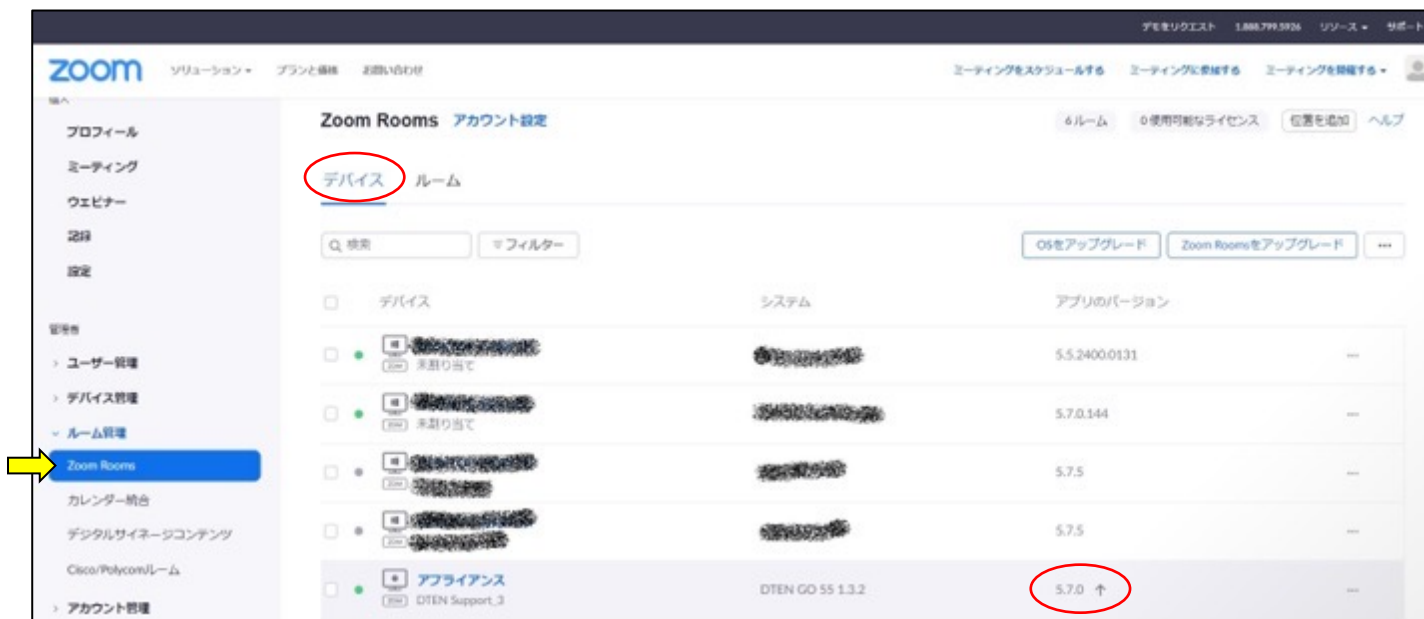 デモをリクエスト 1.888.799.5926 リソース サポート
zoom ソリューション プランと価格 お問い合わせ ミーティングをスケジュールする ミーティングに参加する ミーティングを開催する
個人
プロフィール
ミーティング
ウェビナー
記録
設定
管理者
ユーザー管理
デバイス管理
ルーム管理
Zoom Rooms
カレンダー統合
デジタルサイネージコンテンツ
Cisco/Polycomルーム
アカウント管理
Zoom Rooms アカウント設定 6ルーム 0使用可能なライセンス 位置を追加 ヘルプ
デバイス ルーム
検索 フィルター OSをアップグレード Zoom Roomsをアップグレード ...
デバイス システム アプリのバージョン
5.5.2400.0131 ...
ZOM 未割り当て
5.7.0.144 ...
ZOM 未割り当て
5.7.5 ...
ZOM
5.7.5 ...
ZOM
アプライアンス DTEN GO 55 1.3.2 5.7.0 ↑ ...
ZOM DTEN Support_3